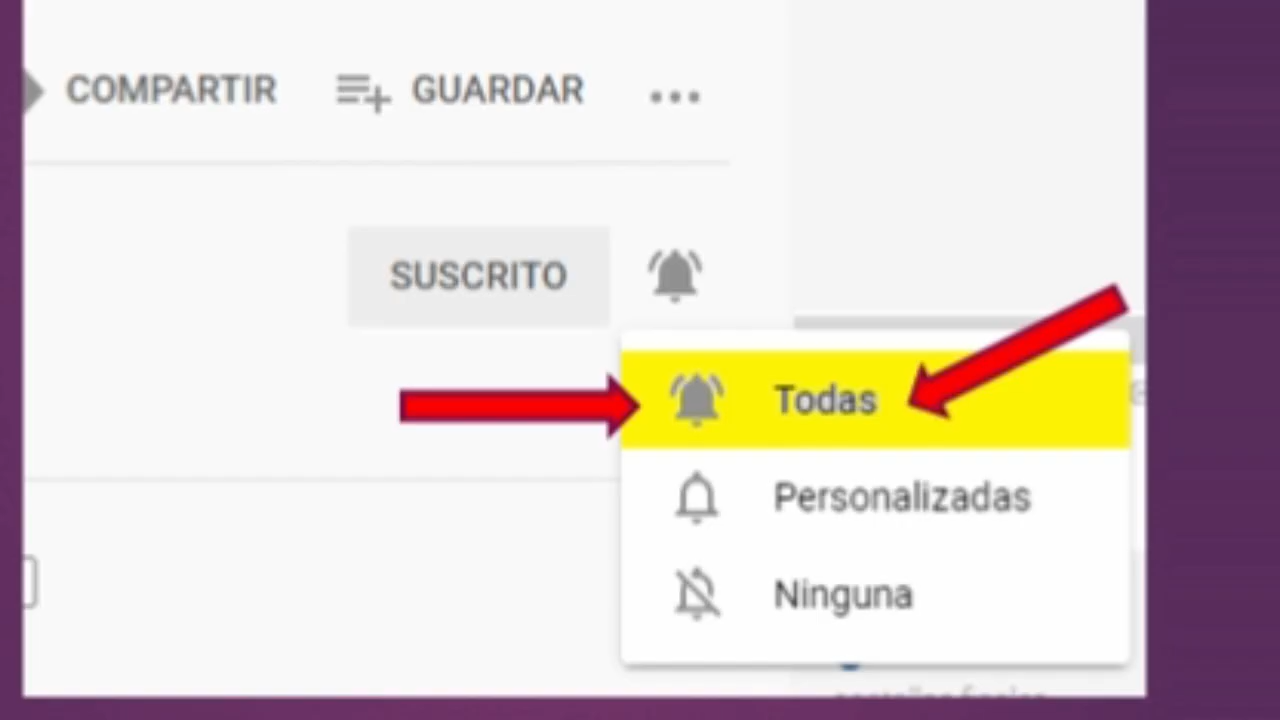 COMPARTIR GUARDAR ...
SUSCRITO
Todas
Personalizadas
Ninguna